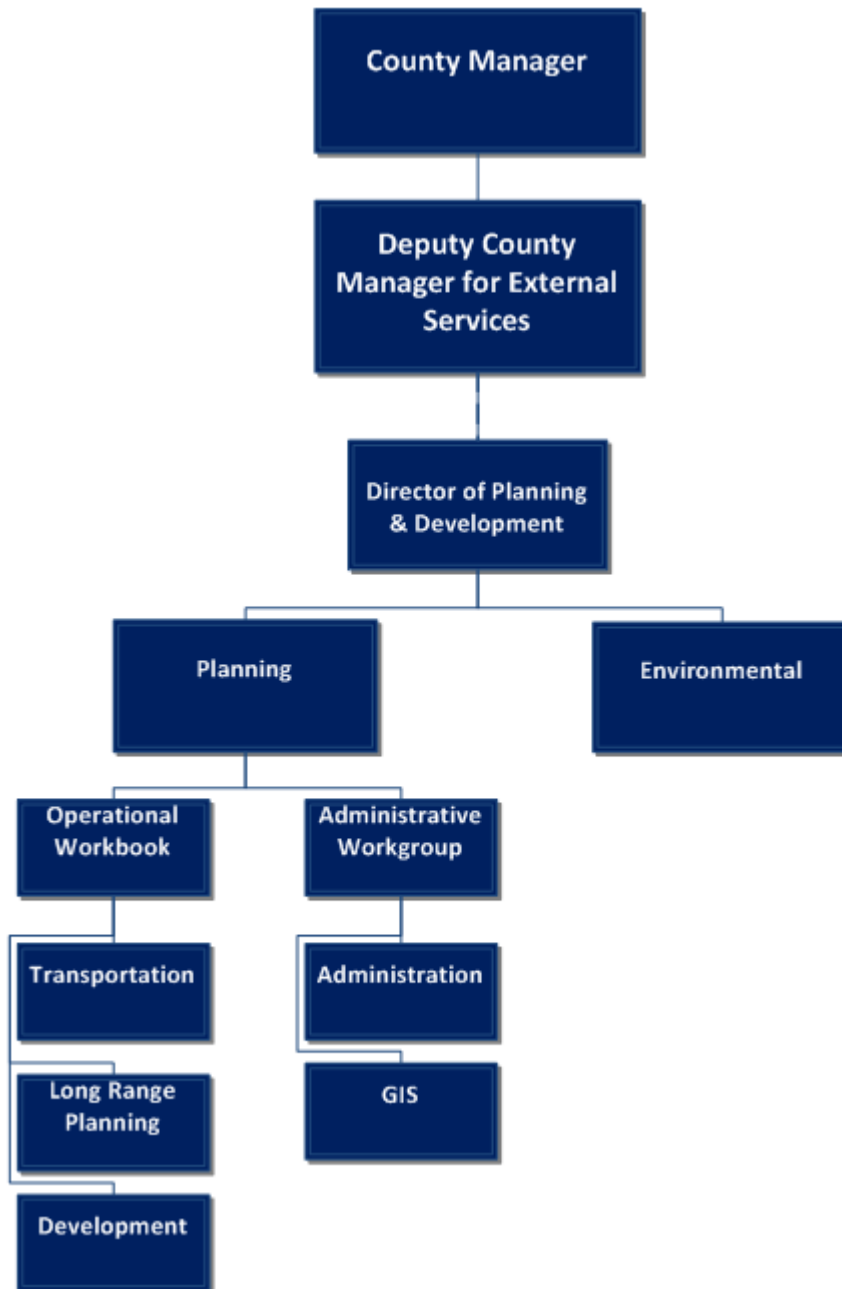 County Manager
Deputy County
Manager for External
Services
Director of Planning
& Development
Planning
Environmental
Operational
Workbook
Administrative
Workgroup
Transportation
Administration
Long Range
Planning
GIS
Development